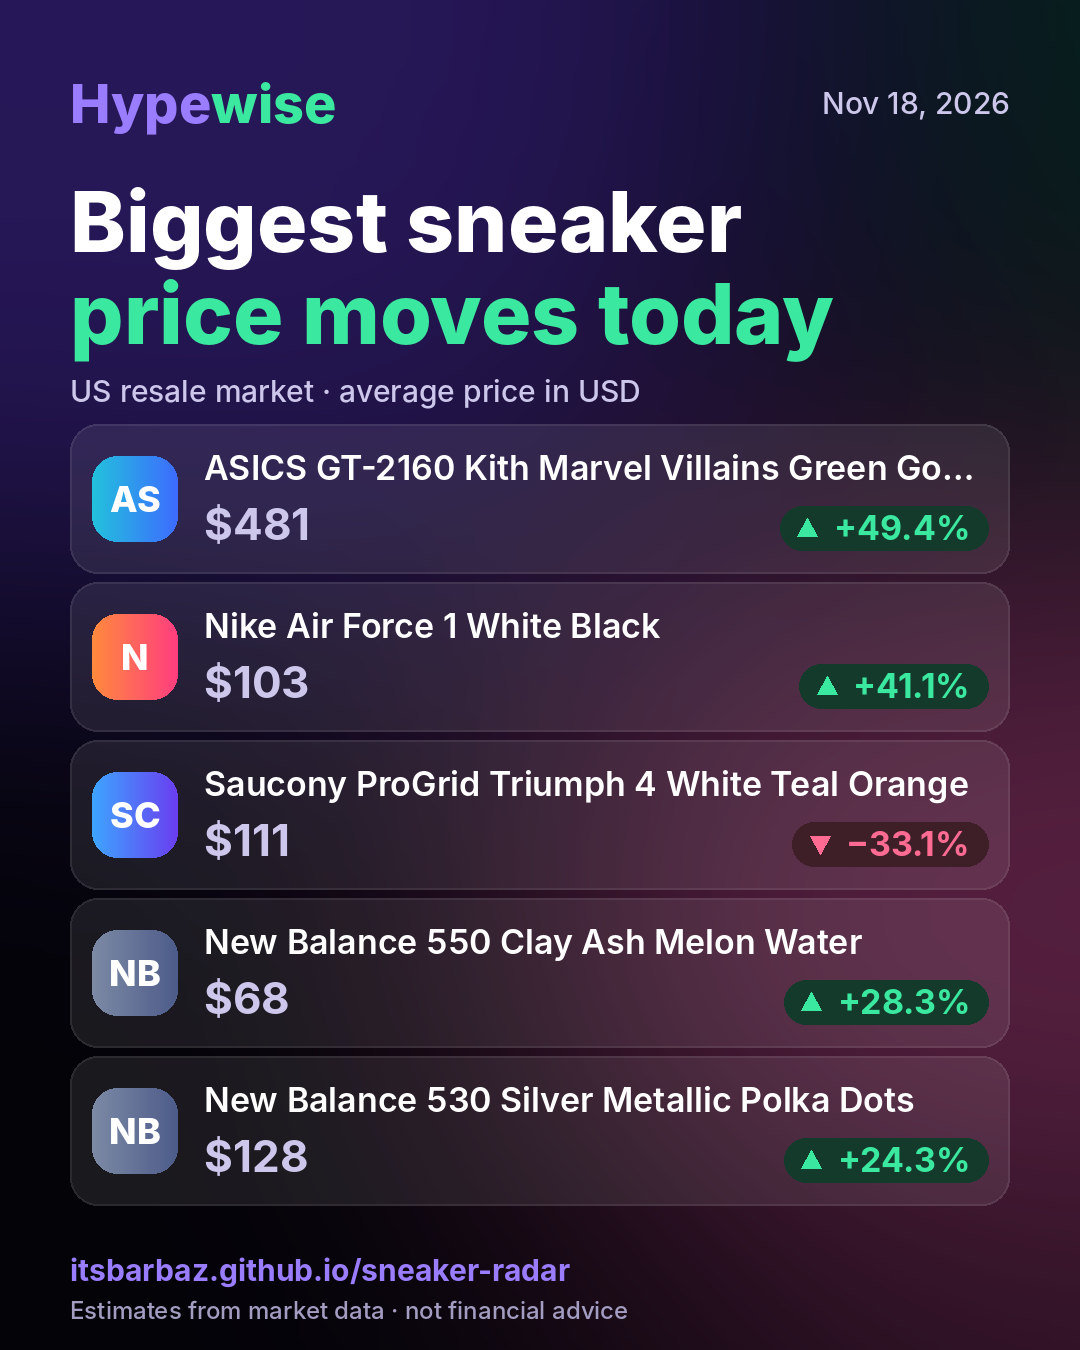 Hypewise
Nov 18, 2026
Biggest sneaker
price moves today
US resale market · average price in USD
AS
ASICS GT-2160 Kith Marvel Villains Green Go...
$481
▲ +49.4%
N
Nike Air Force 1 White Black
$103
▲ +41.1%
SC
Saucony ProGrid Triumph 4 White Teal Orange
$111
▼ −33.1%
NB
New Balance 550 Clay Ash Melon Water
$68
▲ +28.3%
NB
New Balance 530 Silver Metallic Polka Dots
$128
▲ +24.3%
itsbarbaz.github.io/sneaker-radar
Estimates from market data · not financial advice